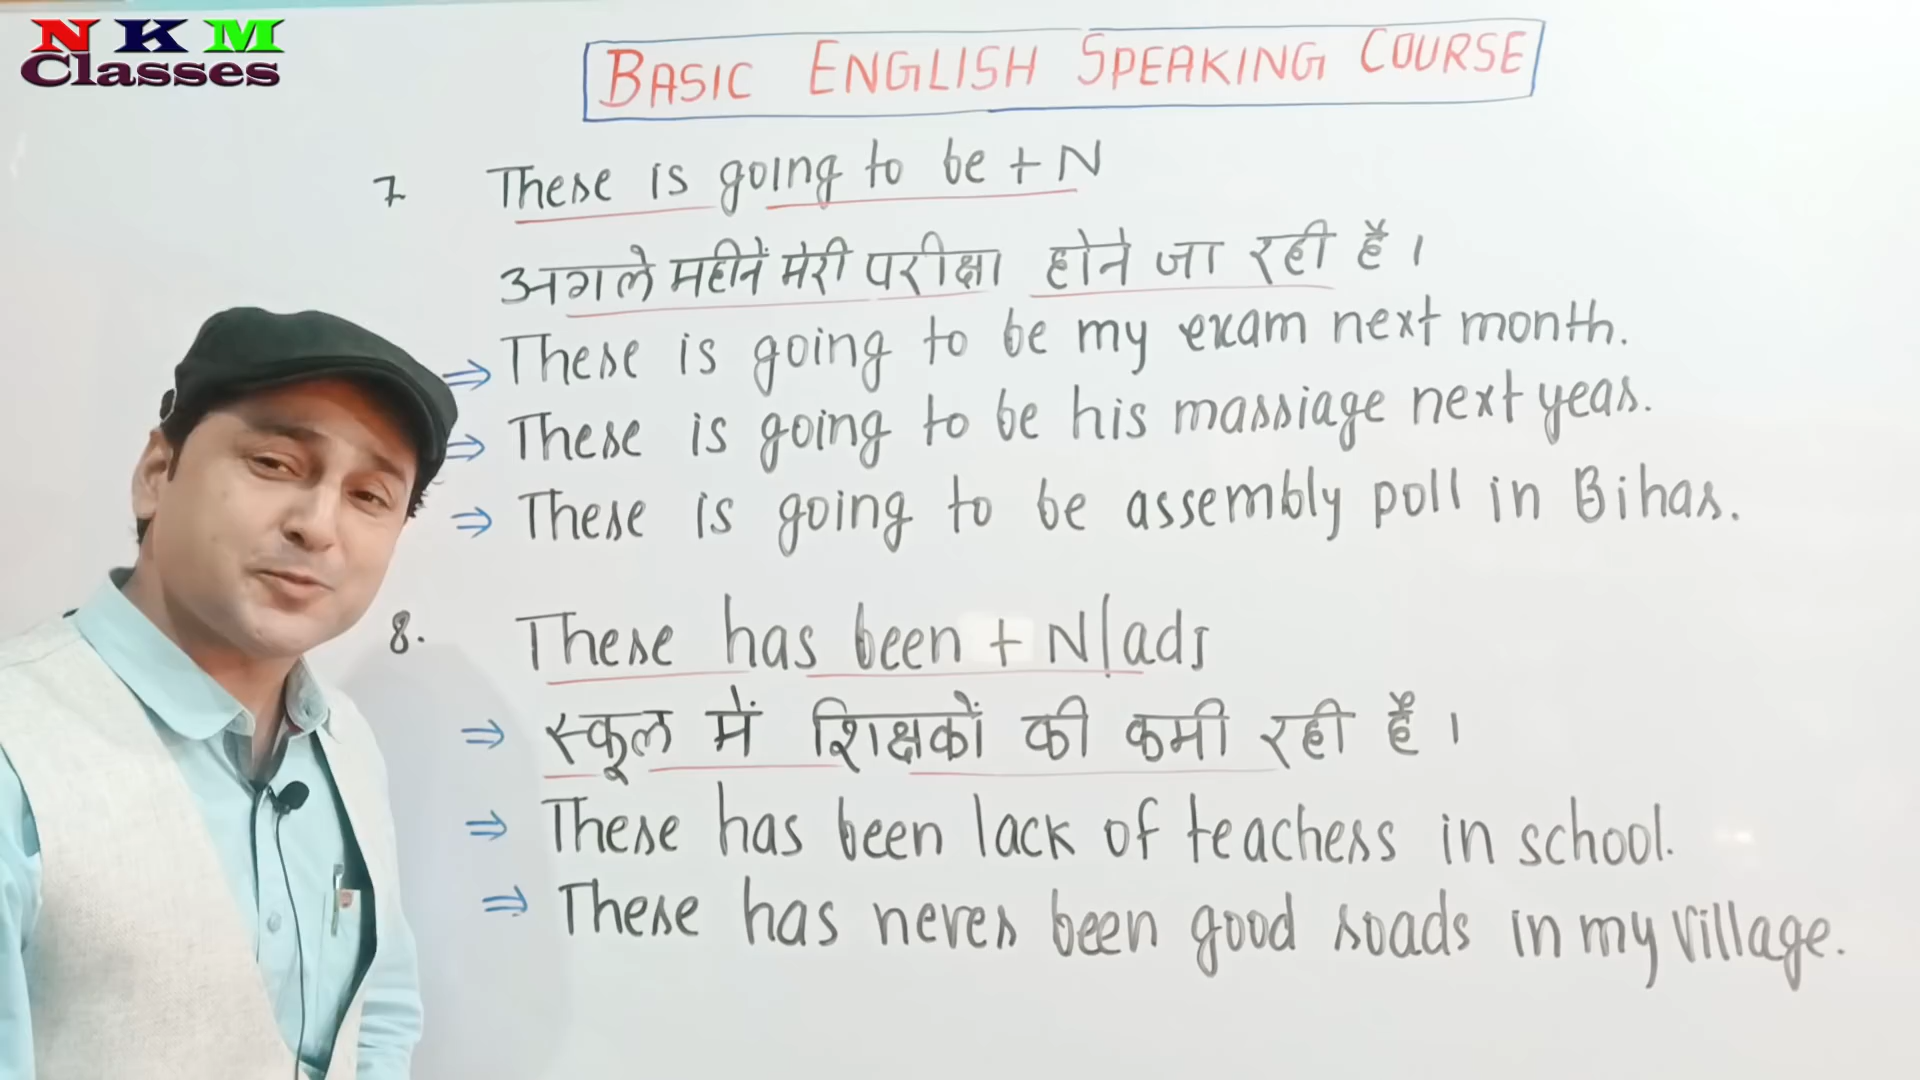 NKM
Classes
BASIC ENGLISH SPEAKING COURSE
7 There is going to be + N
अगले महीनें मेरी परीक्षा होने जा रही है।
⇒ There is going to be my exam next month.
⇒ There is going to be his marriage next year.
⇒ There is going to be assembly poll in Bihar.
8. There has been + N/adj
⇒ स्कूल में शिक्षकों की कमी रही है।
⇒ There has been lack of teachers in school.
⇒ There has never been good roads in my village.